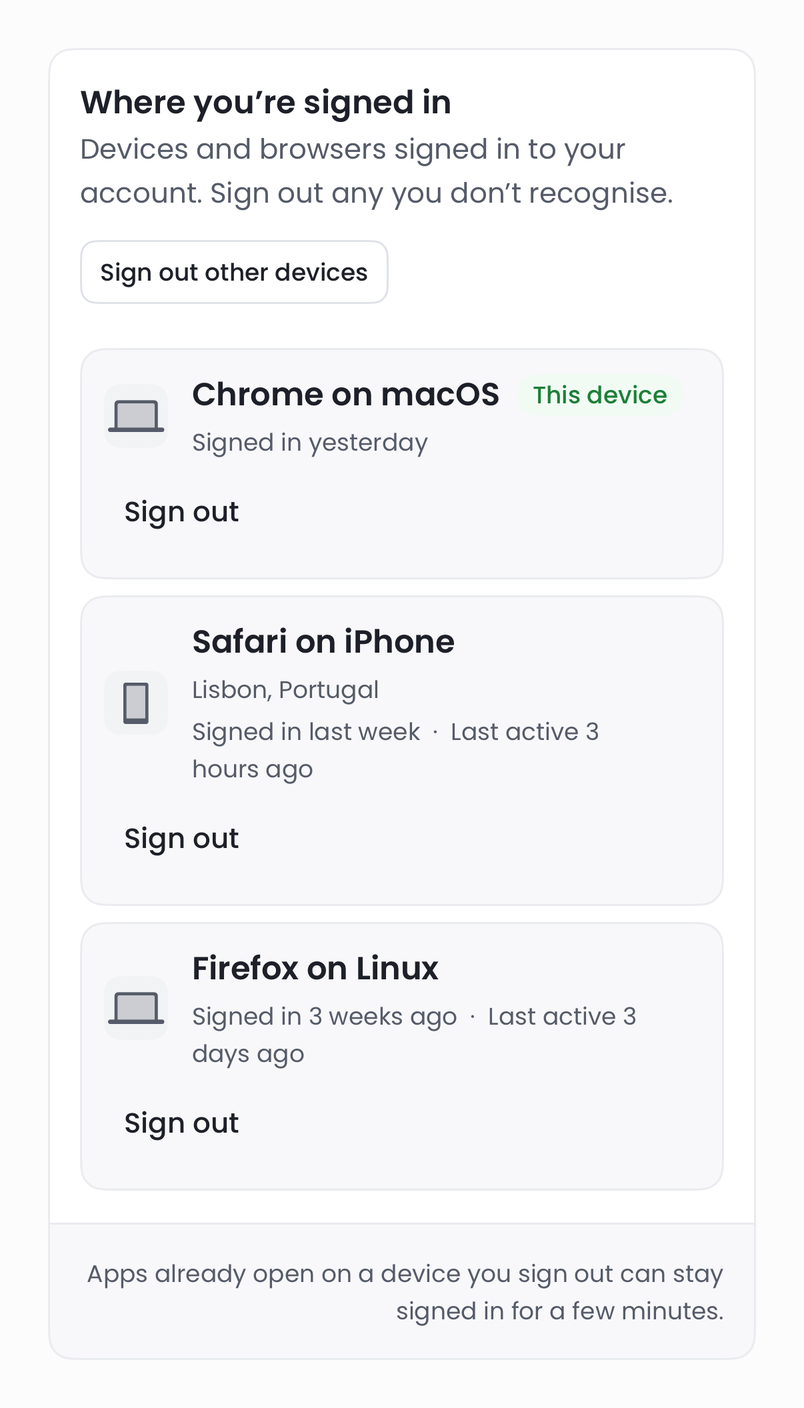 Where you’re signed in
Devices and browsers signed in to your
account. Sign out any you don’t recognise.
Sign out other devices
Chrome on macOS This device
Signed in yesterday
Sign out
Safari on iPhone
Lisbon, Portugal
Signed in last week · Last active 3
hours ago
Sign out
Firefox on Linux
Signed in 3 weeks ago · Last active 3
days ago
Sign out
Apps already open on a device you sign out can stay
signed in for a few minutes.